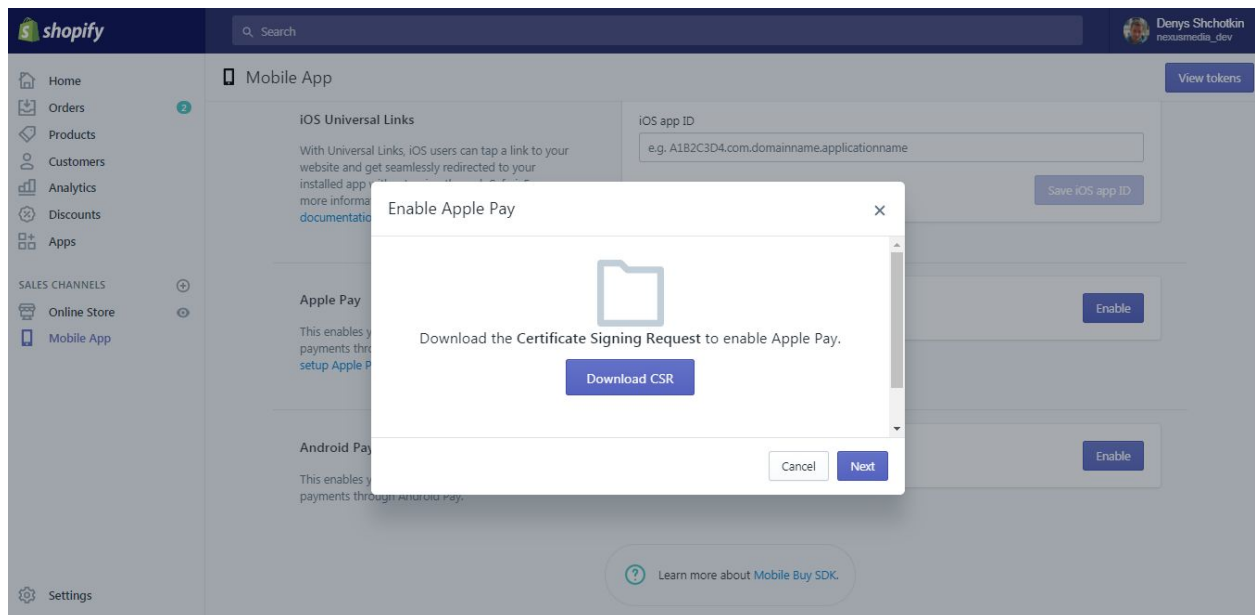 shopify
Search
Denys Shchotkin
nexusmedia_dev
Home
Orders
2
Products
Customers
Analytics
Discounts
Apps
SALES CHANNELS
Online Store
Mobile App
Settings
Mobile App
View tokens
iOS Universal Links
With Universal Links, iOS users can tap a link to your
website and get seamlessly redirected to your
installed app
more informa
documentatio
iOS app ID
e.g. A1B2C3D4.com.domainname.applicationname
Save iOS app ID
Enable Apple Pay
Download the Certificate Signing Request to enable Apple Pay.
Download CSR
Cancel
Next
Apple Pay
This enables y
payments thro
setup Apple P
Enable
Android Pay
This enables y
payments through Android Pay.
Enable
Learn more about Mobile Buy SDK.